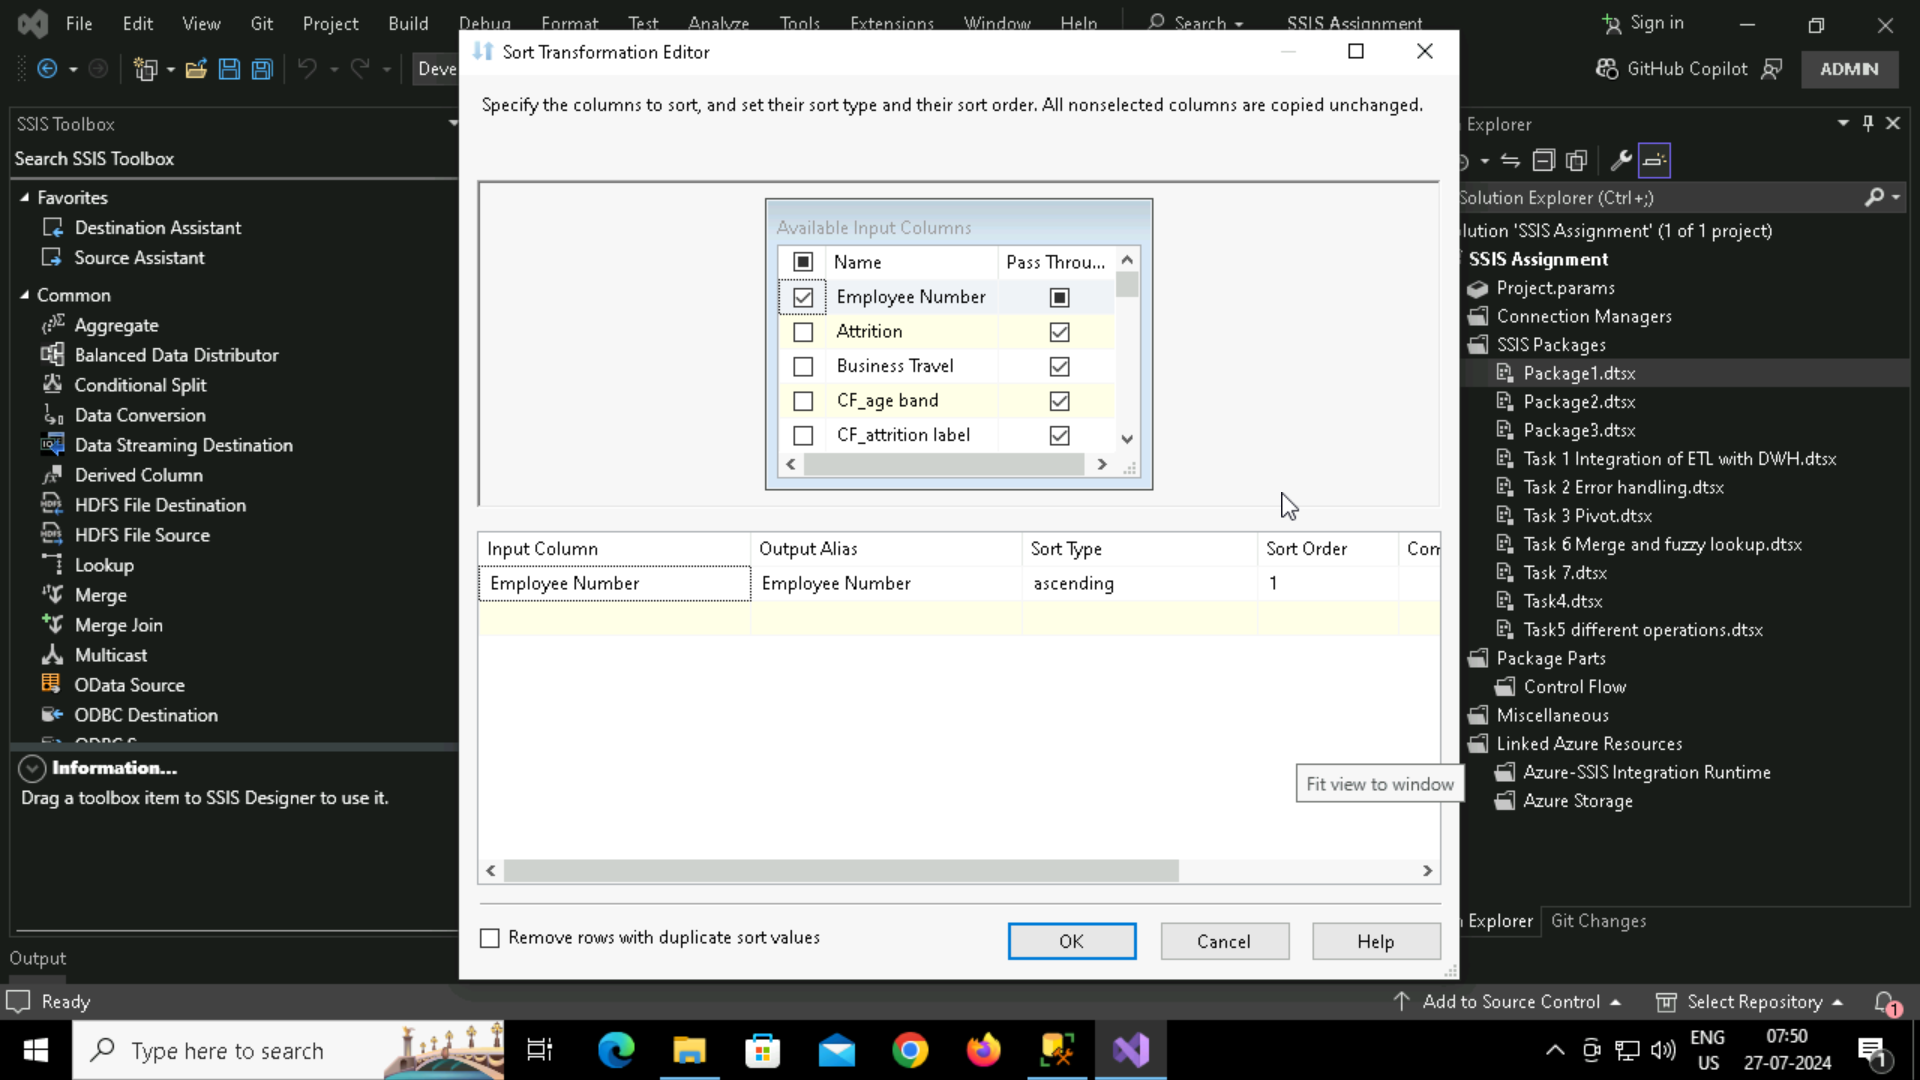 File Edit View Git Project Build Debug Format Test Analyze Tools Extensions Window Help Search SSIS Assignment Sign in
Deve
GitHub Copilot ADMIN
Sort Transformation Editor
Specify the columns to sort, and set their sort type and their sort order. All nonselected columns are copied unchanged.
SSIS Toolbox
Search SSIS Toolbox
Favorites
Destination Assistant
Source Assistant
Common
Aggregate
Balanced Data Distributor
Conditional Split
Data Conversion
Data Streaming Destination
Derived Column
HDFS File Destination
HDFS File Source
Lookup
Merge
Merge Join
Multicast
OData Source
ODBC Destination
Information...
Drag a toolbox item to SSIS Designer to use it.
Output
Available Input Columns
Name Pass Throu...
Employee Number
Attrition
Business Travel
CF_age band
CF_attrition label
Input Column Output Alias Sort Type Sort Order Com
Employee Number Employee Number ascending 1
Fit view to window
Remove rows with duplicate sort values
OK Cancel Help
Explorer
Solution Explorer (Ctrl+;)
lution 'SSIS Assignment' (1 of 1 project)
SSIS Assignment
Project.params
Connection Managers
SSIS Packages
Package1.dtsx
Package2.dtsx
Package3.dtsx
Task 1 Integration of ETL with DWH.dtsx
Task 2 Error handling.dtsx
Task 3 Pivot.dtsx
Task 6 Merge and fuzzy lookup.dtsx
Task 7.dtsx
Task4.dtsx
Task5 different operations.dtsx
Package Parts
Control Flow
Miscellaneous
Linked Azure Resources
Azure-SSIS Integration Runtime
Azure Storage
Explorer Git Changes
Ready
Add to Source Control Select Repository 1
Type here to search
ENG
US
07:50
27-07-2024
1